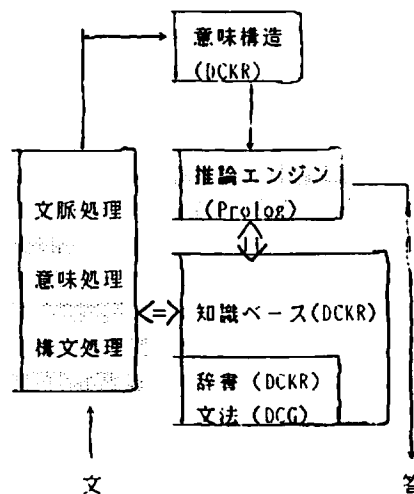 意味構造
(DCKR)
推論エンジン
(Prolog)
文脈処理
意味処理
構文処理
知識ベース(DCKR)
辞書 (DCKR)
文法 (DCG)
文
答